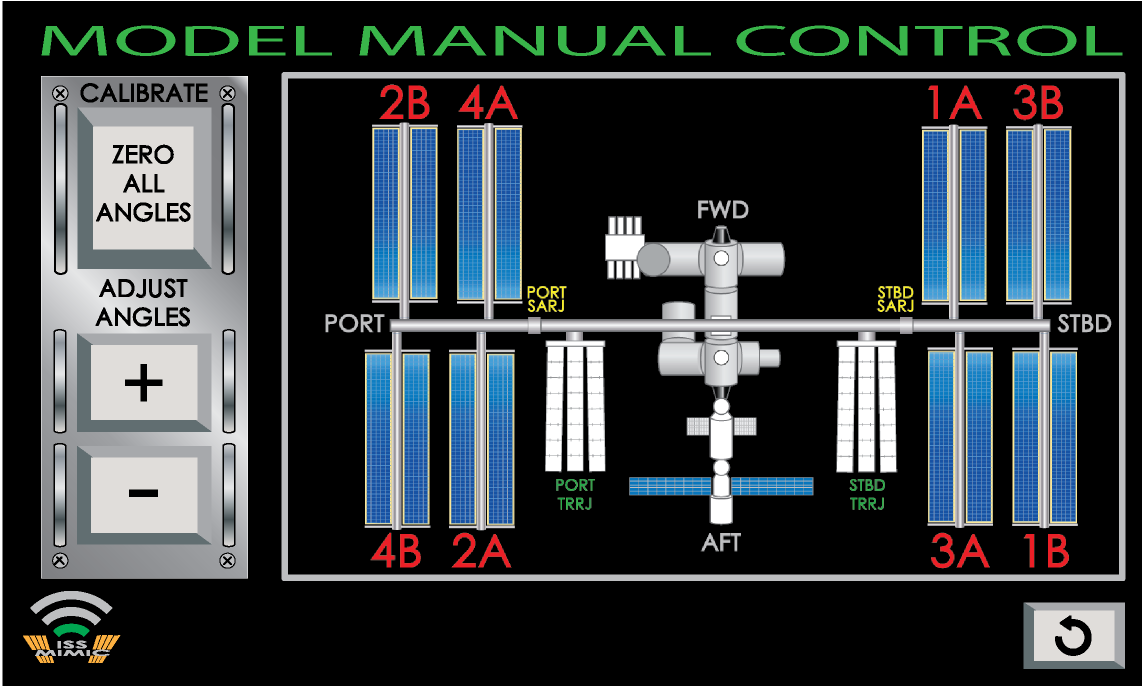 MODEL MANUAL CONTROL
CALIBRATE
ZERO
ALL
ANGLES
ADJUST
ANGLES
+
-
2B 4A 1A 3B
FWD
PORT
SARJ
STBD
SARJ
PORT
STBD
PORT
TRRJ
STBD
TRRJ
AFT
4B 2A 3A 1B
ISS
MIMIC